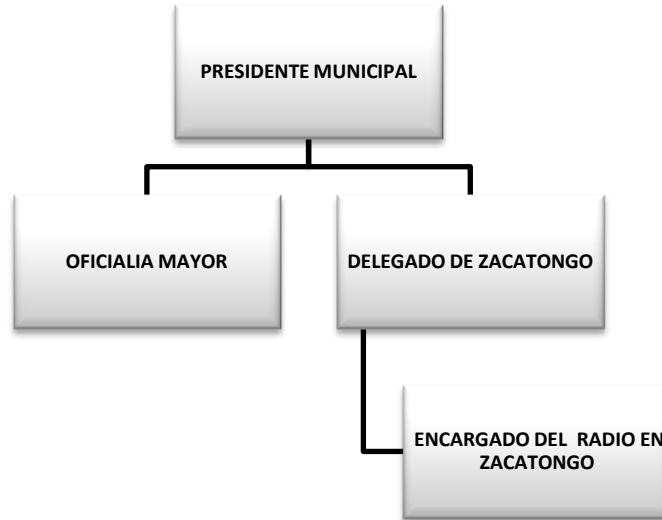 PRESIDENTE MUNICIPAL
OFICIALIA MAYOR
DELEGADO DE ZACATONGO
ENCARGADO DEL  RADIO EN
ZACATONGO